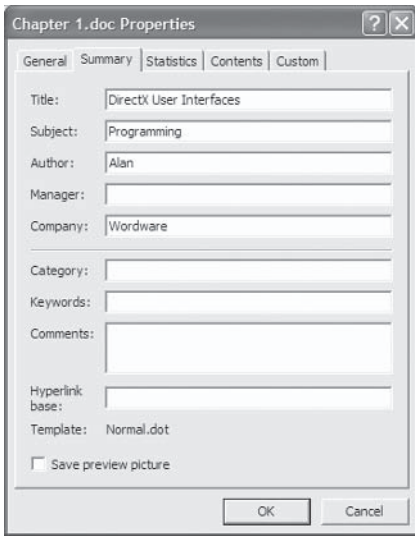 Chapter 1.doc Properties
General Summary Statistics Contents Custom
Title: DirectX User Interfaces
Subject: Programming
Author: Alan
Manager:
Company: Wordware
Category:
Keywords:
Comments:
Hyperlink
base:
Template: Normal.dot
Save preview picture
OK Cancel